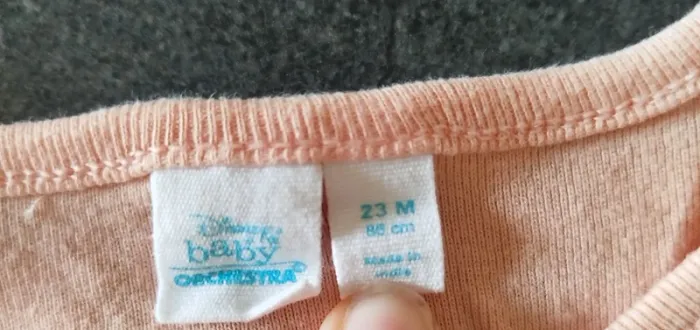 Disney
baby
ORCHESTRA
23 M
86 cm
Made in
India